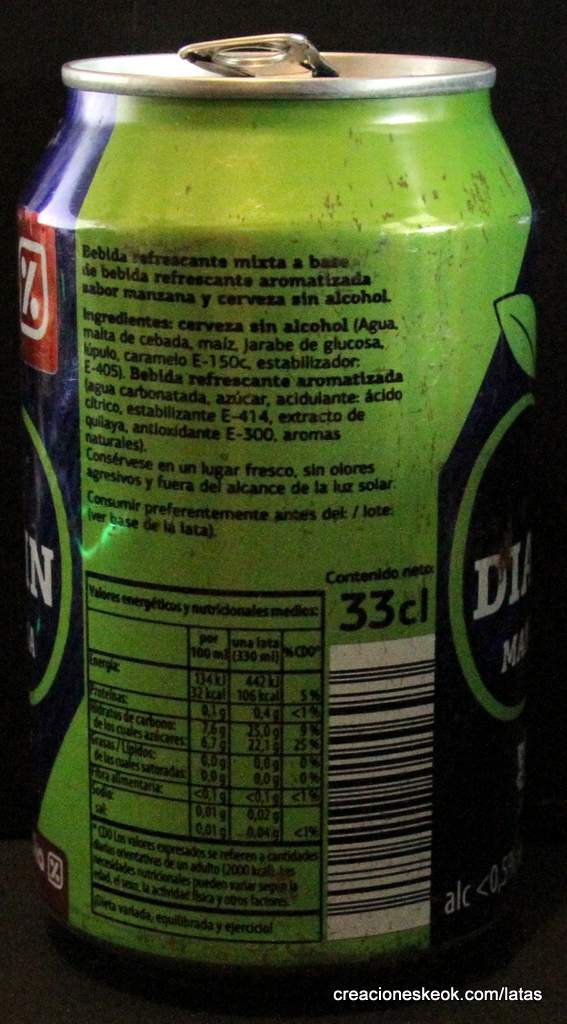 Bebida refrescante mixta a base
de bebida refrescante aromatizada
sabor manzana y cerveza sin alcohol.
Ingredientes: cerveza sin alcohol (Agua,
malta de cebada, maíz, jarabe de glucosa,
lúpulo, caramelo E-150c, estabilizador:
E-405). Bebida refrescante aromatizada
(agua carbonatada, azúcar, acidulante: ácido
cítrico, estabilizante E-414, extracto de
quilaya, antioxidante E-300, aromas
naturales).
Consérvese en un lugar fresco, sin olores
agresivos y fuera del alcance de la luz solar.
Consumir preferentemente antes del: / lote:
(ver base de la lata).
Contenido neto:
33cl
Valores energéticos y nutricionales medios:
por 100 ml una lata (330 ml) %CDO*
Energía: 134 kJ 442 kJ
32 kcal 106 kcal 5 %
Proteínas: 0,1 g 0,4 g <1 %
Hidratos de carbono: 7,6 g 25,0 g 9 %
de los cuales azúcares: 6,7 g 22,1 g 25 %
Grasas / Lípidos: 0,0 g 0,0 g 0 %
de las cuales saturadas: 0,0 g 0,0 g 0 %
Fibra alimentaria: <0,1 g <0,1 g <1 %
Sodio: 0,01 g 0,02 g
sal: 0,01 g 0,04 g <1%
* CDO Los valores expresados se refieren a cantidades
diarias orientativas de un adulto (2000 kcal). Las
necesidades nutricionales pueden variar según la
edad, el sexo, la actividad física y otros factores.
¡Dieta variada, equilibrada y ejercicio!
IN
A
DIA
MA
alc <0,5%
%
creacioneskeok.com/latas